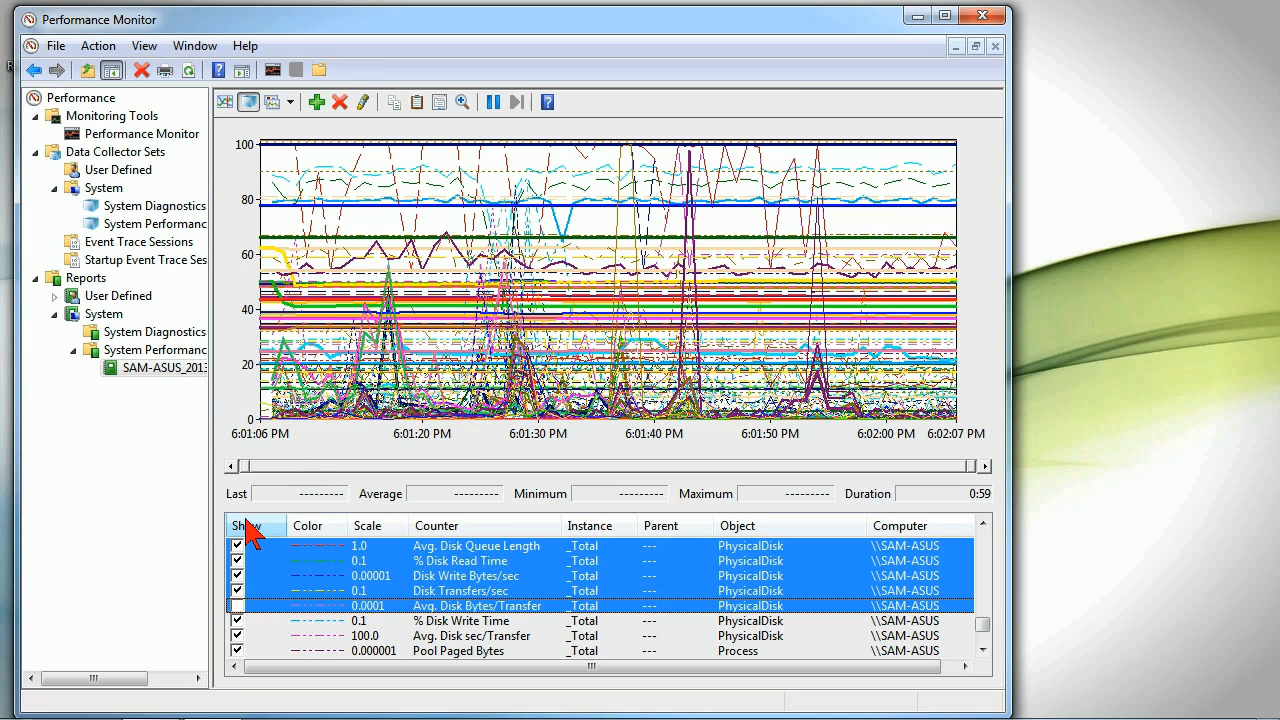 Performance Monitor
File Action View Window Help
Performance
Monitoring Tools
Performance Monitor
Data Collector Sets
User Defined
System
System Diagnostics
System Performanc
Event Trace Sessions
Startup Event Trace Ses
Reports
User Defined
System
System Diagnostics
System Performanc
SAM-ASUS_2013
100
80
60
40
20
0
6:01:06 PM 6:01:20 PM 6:01:30 PM 6:01:40 PM 6:01:50 PM 6:02:00 PM 6:02:07 PM
Last --------- Average --------- Minimum --------- Maximum --------- Duration 0:59
Show Color Scale Counter Instance Parent Object Computer
1.0 Avg. Disk Queue Length _Total --- PhysicalDisk \\SAM-ASUS
0.1 % Disk Read Time _Total --- PhysicalDisk \\SAM-ASUS
0.00001 Disk Write Bytes/sec _Total --- PhysicalDisk \\SAM-ASUS
0.1 Disk Transfers/sec _Total --- PhysicalDisk \\SAM-ASUS
0.0001 Avg. Disk Bytes/Transfer _Total --- PhysicalDisk \\SAM-ASUS
0.1 % Disk Write Time _Total --- PhysicalDisk \\SAM-ASUS
100.0 Avg. Disk sec/Transfer _Total --- PhysicalDisk \\SAM-ASUS
0.000001 Pool Paged Bytes _Total --- Process \\SAM-ASUS